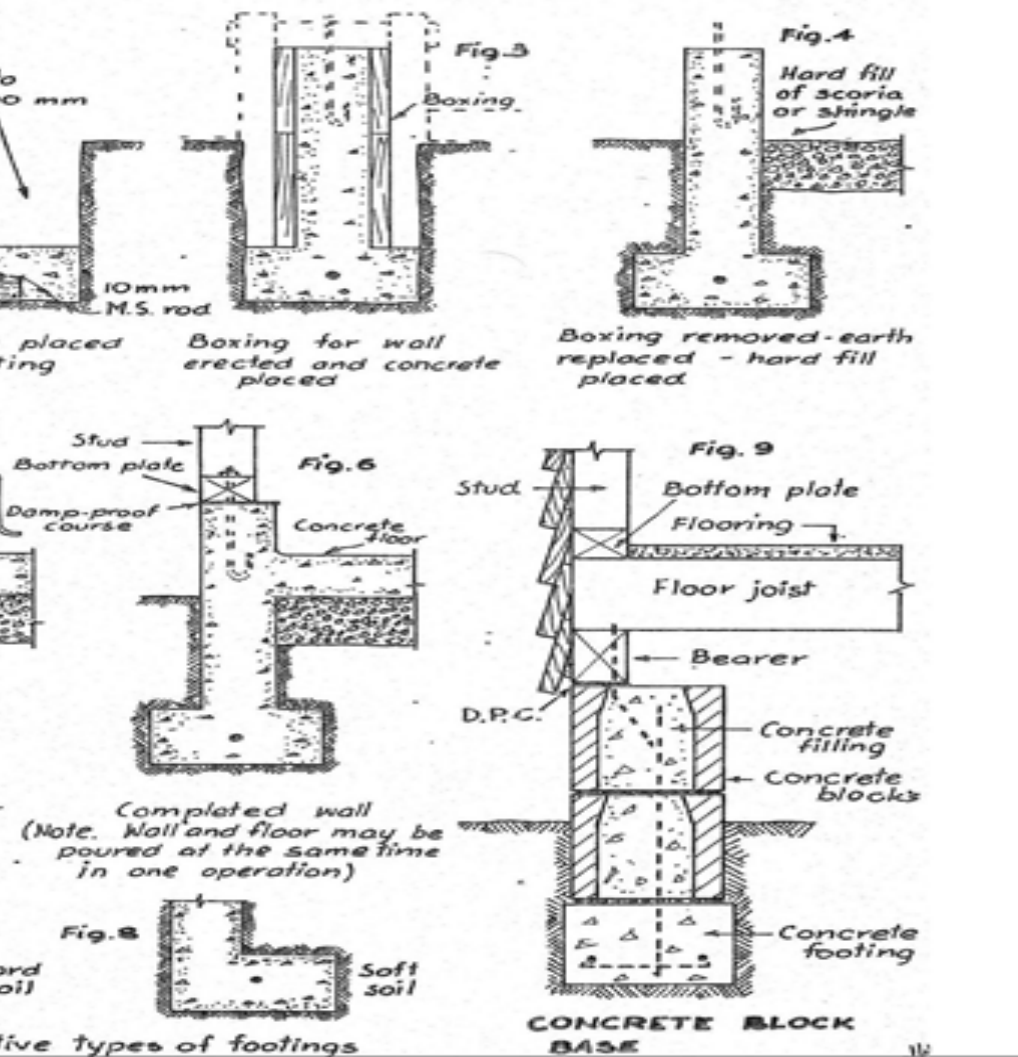 mm
10mm
M.S. rod
placed
Fig.3
Boxing
Boxing for wall
erected and concrete
placed
Fig.4
Hard fill
of scoria
or shingle
Boxing removed - earth
replaced - hard fill
placed
Stud
Bottom plate
Damp-proof
course
Fig.6
Concrete
floor
Completed wall
(Note. Wall and floor may be
poured at the same time
in one operation)
Fig. 9
Stud
Bottom plate
Flooring
Floor joist
Bearer
D.P.C.
Concrete
filling
Concrete
blocks
Concrete
footing
CONCRETE BLOCK
BASE
Fig.8
Soft
soil
types of footings